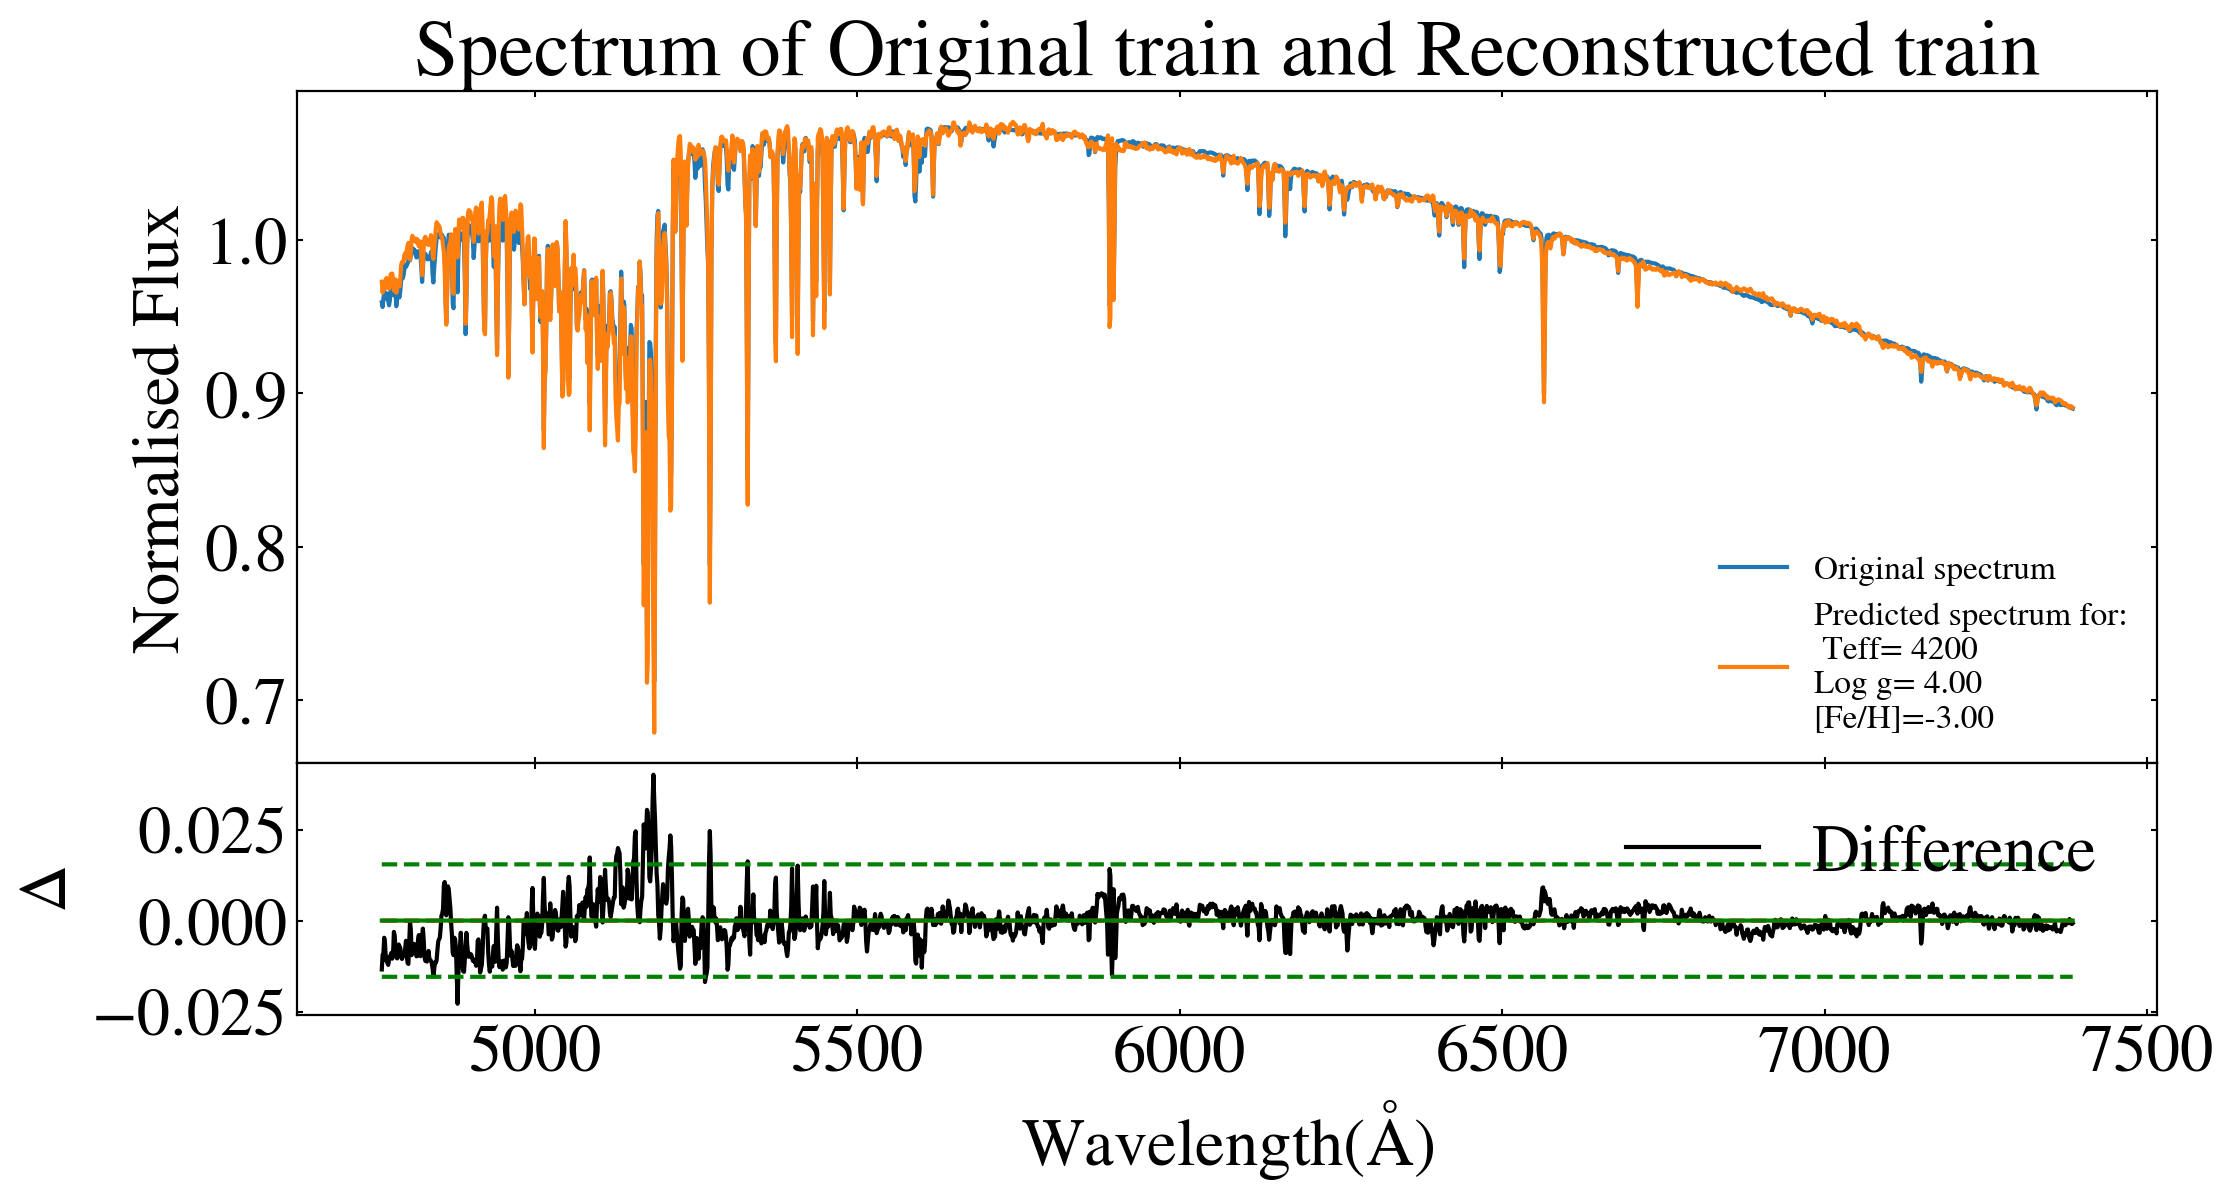 Spectrum of Original train and Reconstructed train
Normalised Flux
1.0
0.9
0.8
0.7
Original spectrum
Predicted spectrum for:
Teff= 4200
Log g= 4.00
[Fe/H]=-3.00
Δ
0.025
0.000
−0.025
Difference
5000 5500 6000 6500 7000 7500
Wavelength(Å)